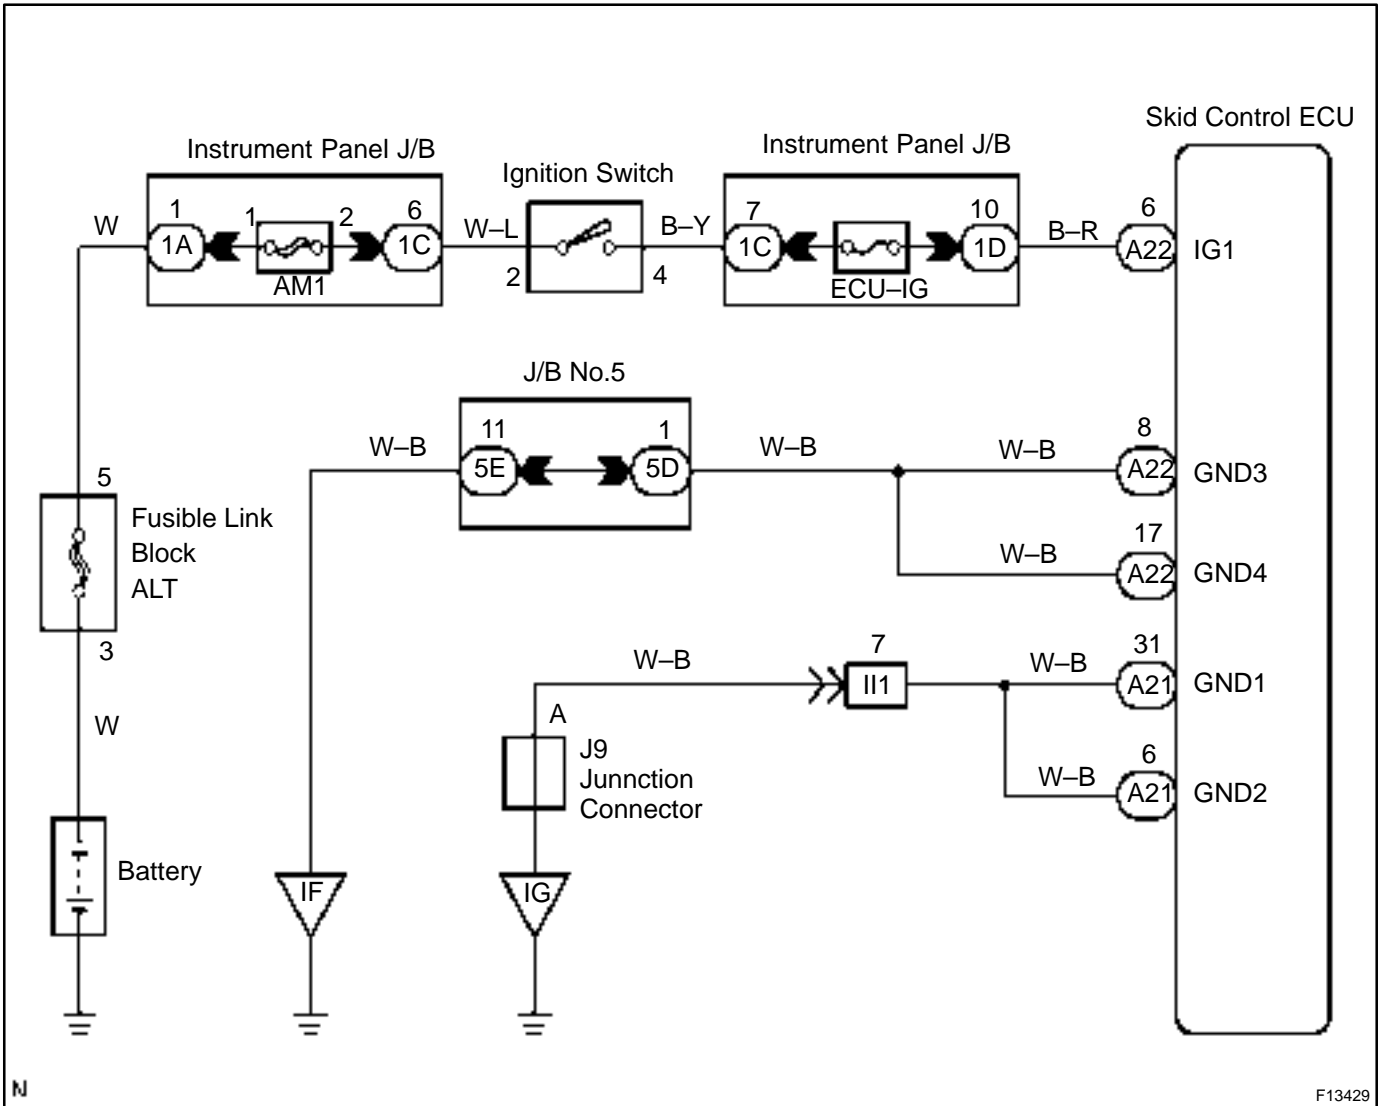 Skid Control ECU
Instrument Panel J/B
Ignition Switch
Instrument Panel J/B
W
1
1A
1
2
AM1
6
1C
W–L
2
4
B–Y
7
1C
ECU–IG
10
1D
B–R
6
A22
IG1
J/B No.5
W–B
11
5E
1
5D
W–B
W–B
8
A22
GND3
W–B
17
A22
GND4
5
Fusible Link
Block
ALT
3
W
W–B
7
II1
W–B
31
A21
GND1
A
J9
Junnction
Connector
W–B
6
A21
GND2
Battery
IF
IG
N
F13429